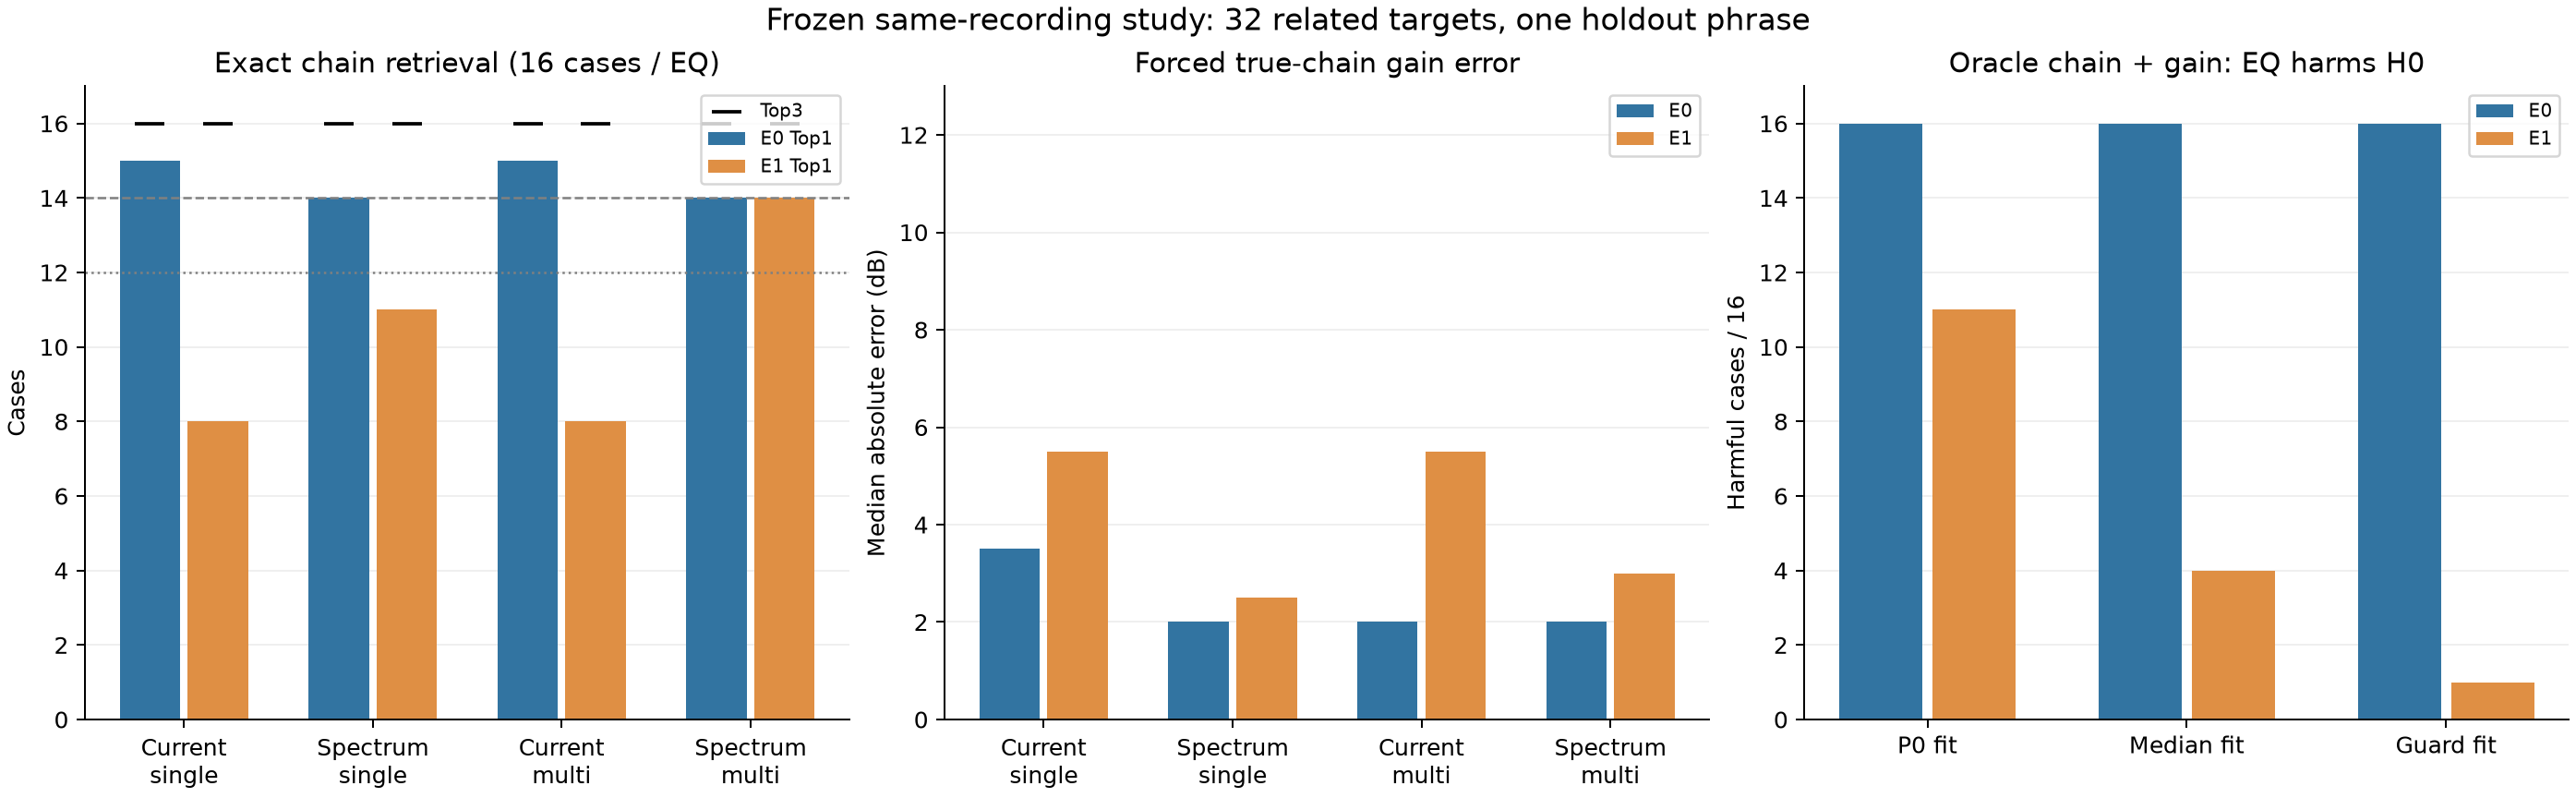 Frozen same-recording study: 32 related targets, one holdout phrase
Exact chain retrieval (16 cases / EQ)
Cases
16
14
12
10
8
6
4
2
0
Top3
E0 Top1
E1 Top1
Current single
Spectrum single
Current multi
Spectrum multi
Forced true-chain gain error
Median absolute error (dB)
12
10
8
6
4
2
0
E0
E1
Current single
Spectrum single
Current multi
Spectrum multi
Oracle chain + gain: EQ harms H0
Harmful cases / 16
16
14
12
10
8
6
4
2
0
E0
E1
P0 fit
Median fit
Guard fit